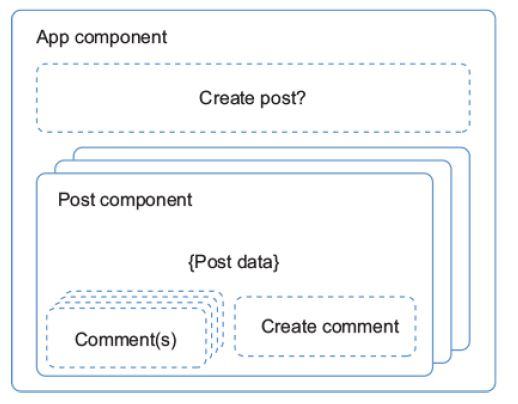 App component
Create post?
Post component
{Post data}
Comment(s)
Create comment